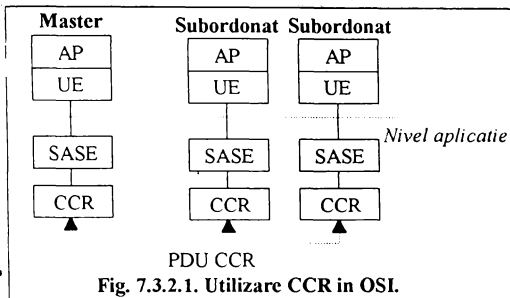 Master Subordonat Subordonat
AP AP AP
UE UE UE
Nivel aplicatie
SASE SASE SASE
CCR CCR CCR
PDU CCR
Fig. 7.3.2.1. Utilizare CCR in OSI.